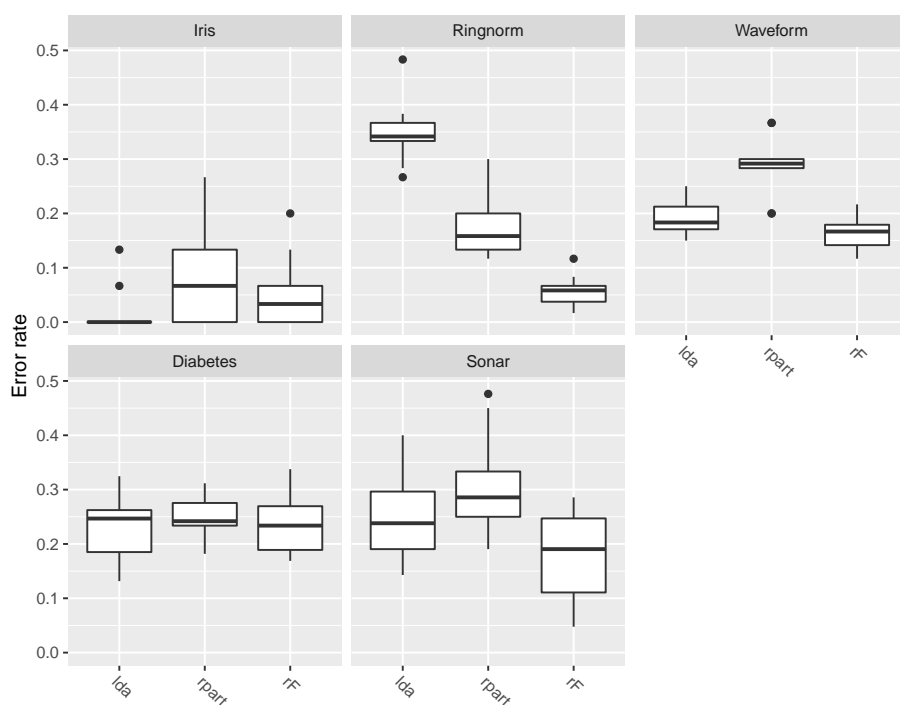 Iris
Ringnorm
Waveform
0.5
0.4
0.3
0.2
0.1
0.0
lda
rpart
rF
Error rate
Diabetes
Sonar
0.5
0.4
0.3
0.2
0.1
0.0
lda
rpart
rF
lda
rpart
rF